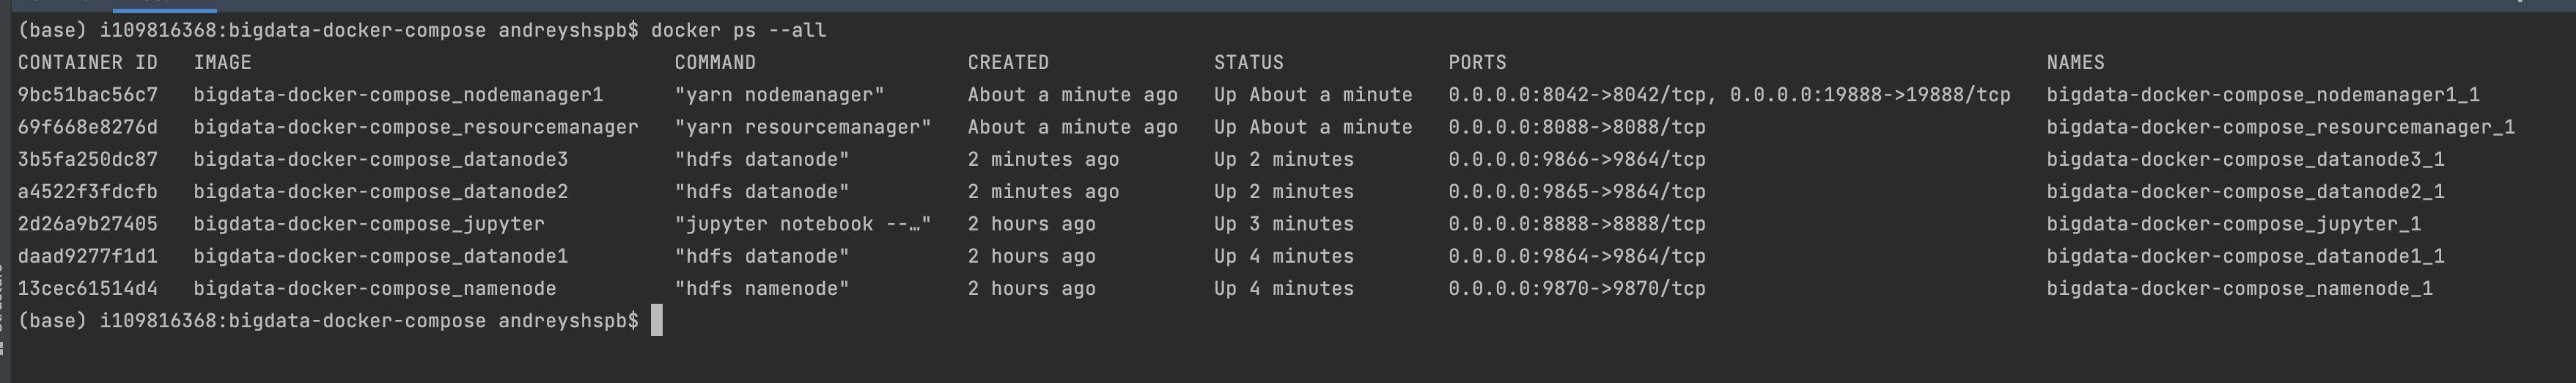 (base) i109816368:bigdata-docker-compose andreyshspb$ docker ps --all
CONTAINER ID   IMAGE                                    COMMAND                  CREATED              STATUS              PORTS                                              NAMES
9bc51bac56c7   bigdata-docker-compose_nodemanager1      "yarn nodemanager"       About a minute ago   Up About a minute   0.0.0.0:8042->8042/tcp, 0.0.0.0:19888->19888/tcp   bigdata-docker-compose_nodemanager1_1
69f668e8276d   bigdata-docker-compose_resourcemanager   "yarn resourcemanager"   About a minute ago   Up About a minute   0.0.0.0:8088->8088/tcp                             bigdata-docker-compose_resourcemanager_1
3b5fa250dc87   bigdata-docker-compose_datanode3         "hdfs datanode"          2 minutes ago        Up 2 minutes        0.0.0.0:9866->9864/tcp                             bigdata-docker-compose_datanode3_1
a4522f3fdcfb   bigdata-docker-compose_datanode2         "hdfs datanode"          2 minutes ago        Up 2 minutes        0.0.0.0:9865->9864/tcp                             bigdata-docker-compose_datanode2_1
2d26a9b27405   bigdata-docker-compose_jupyter           "jupyter notebook --…"   2 hours ago          Up 3 minutes        0.0.0.0:8888->8888/tcp                             bigdata-docker-compose_jupyter_1
daad9277f1d1   bigdata-docker-compose_datanode1         "hdfs datanode"          2 hours ago          Up 4 minutes        0.0.0.0:9864->9864/tcp                             bigdata-docker-compose_datanode1_1
13cec61514d4   bigdata-docker-compose_namenode          "hdfs namenode"          2 hours ago          Up 4 minutes        0.0.0.0:9870->9870/tcp                             bigdata-docker-compose_namenode_1
(base) i109816368:bigdata-docker-compose andreyshspb$